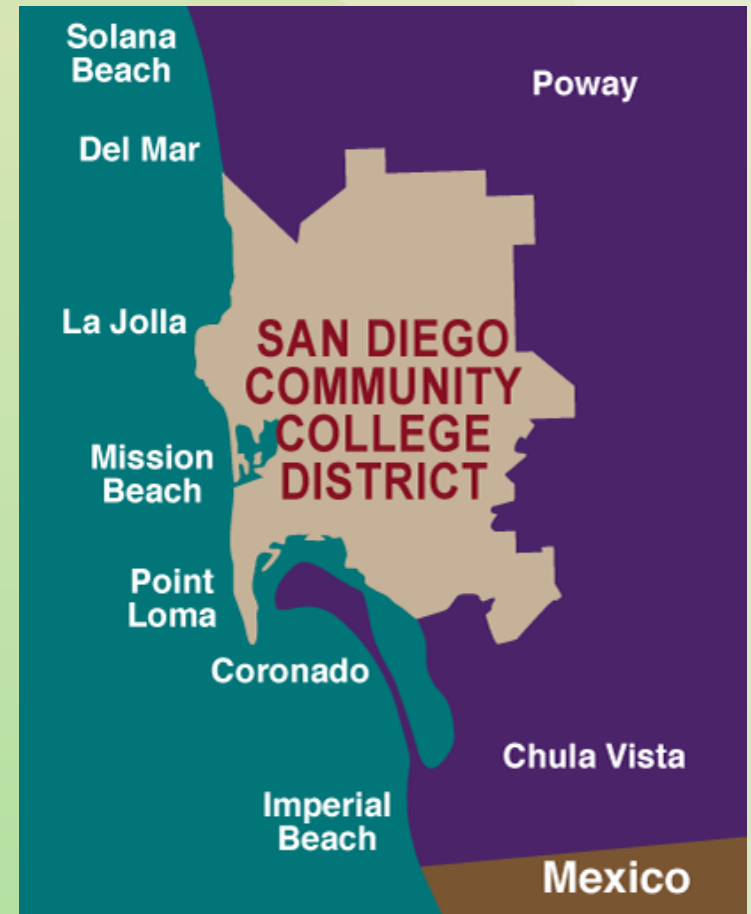 Solana
Beach
Poway
Del Mar
La Jolla
SAN DIEGO
COMMUNITY
COLLEGE
DISTRICT
Mission
Beach
Point
Loma
Coronado
Chula Vista
Imperial
Beach
Mexico